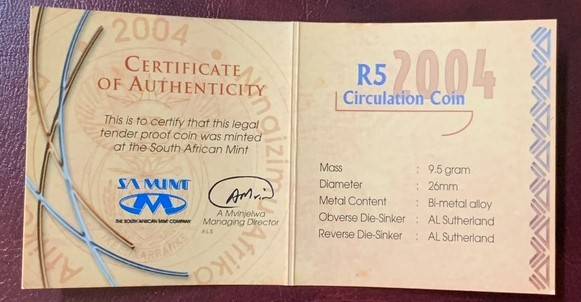 2004
CERTIFICATE
OF AUTHENTICITY
This is to certify that this legal
tender proof coin was minted
at the South African Mint
SA MINT
THE SOUTH AFRICAN MINT COMPANY
A Mvinjelwa
Managing Director
ALS
R5 2004
Circulation Coin
Mass : 9.5 gram
Diameter : 26mm
Metal Content : Bi-metal alloy
Obverse Die-Sinker : AL Sutherland
Reverse Die-Sinker : AL Sutherland